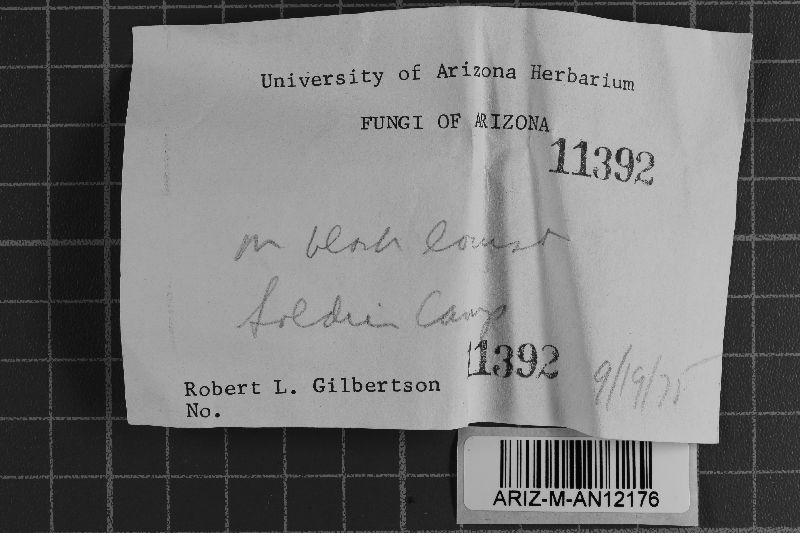 University of Arizona Herbarium
FUNGI OF ARIZONA
11392
on black locust
Soldier Camp
11392
9/19/75
Robert L. Gilbertson
No.
ARIZ-M-AN12176